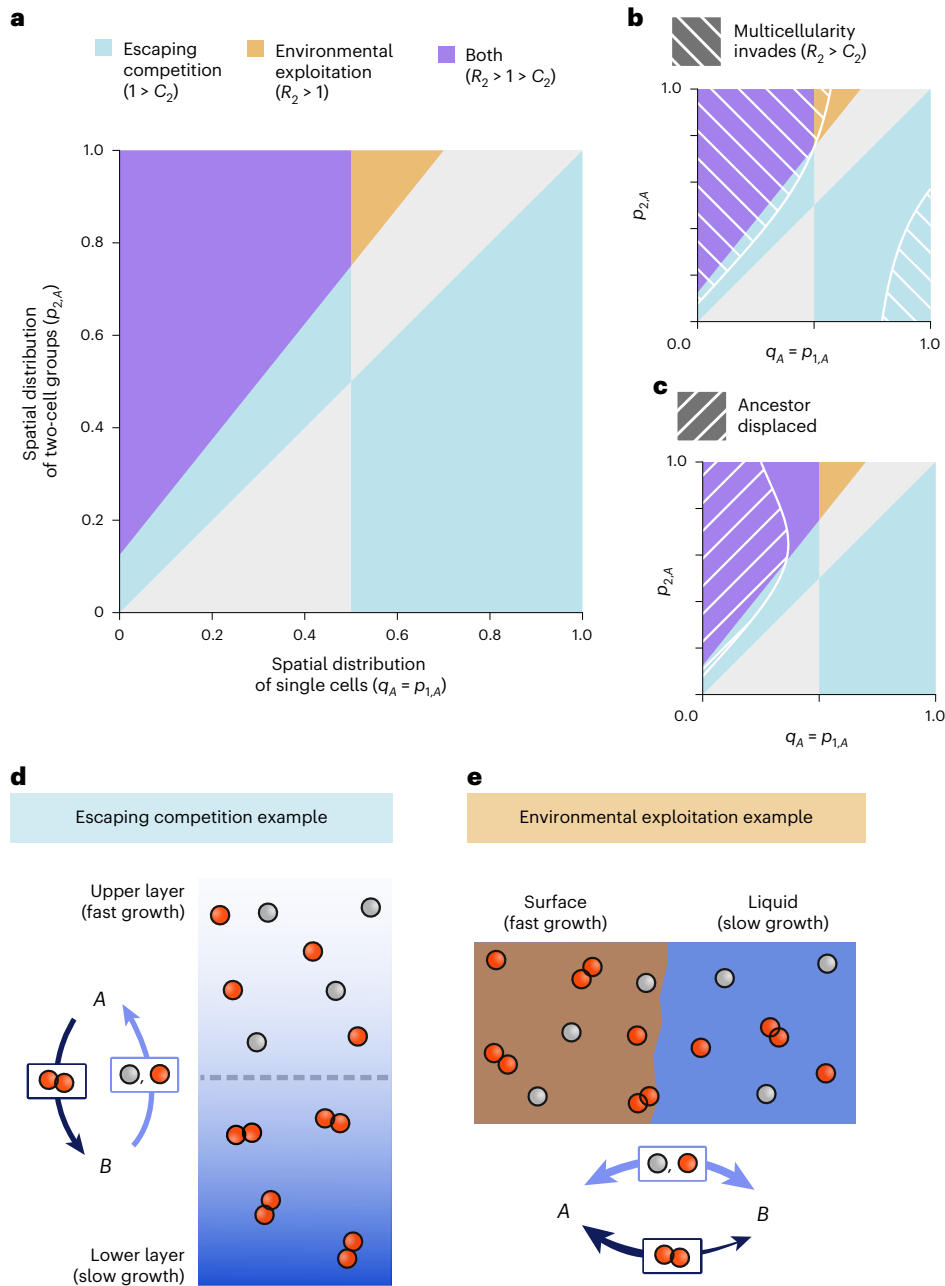 a
Escaping
competition
(1 > C2)
Environmental
exploitation
(R2 > 1)
Both
(R2 > 1 > C2)
1.0
0.8
0.6
0.4
0.2
0
0
0.2
0.4
0.6
0.8
1.0
Spatial distribution
of two-cell groups (p2,A)
Spatial distribution
of single cells (qA = p1,A)
b
Multicellularity
invades (R2 > C2)
1.0
p2,A
0.0
qA = p1,A
1.0
c
Ancestor
displaced
1.0
p2,A
0.0
qA = p1,A
1.0
d
Escaping competition example
Upper layer
(fast growth)
A
,
B
Lower layer
(slow growth)
e
Environmental exploitation example
Surface
(fast growth)
Liquid
(slow growth)
,
A
B